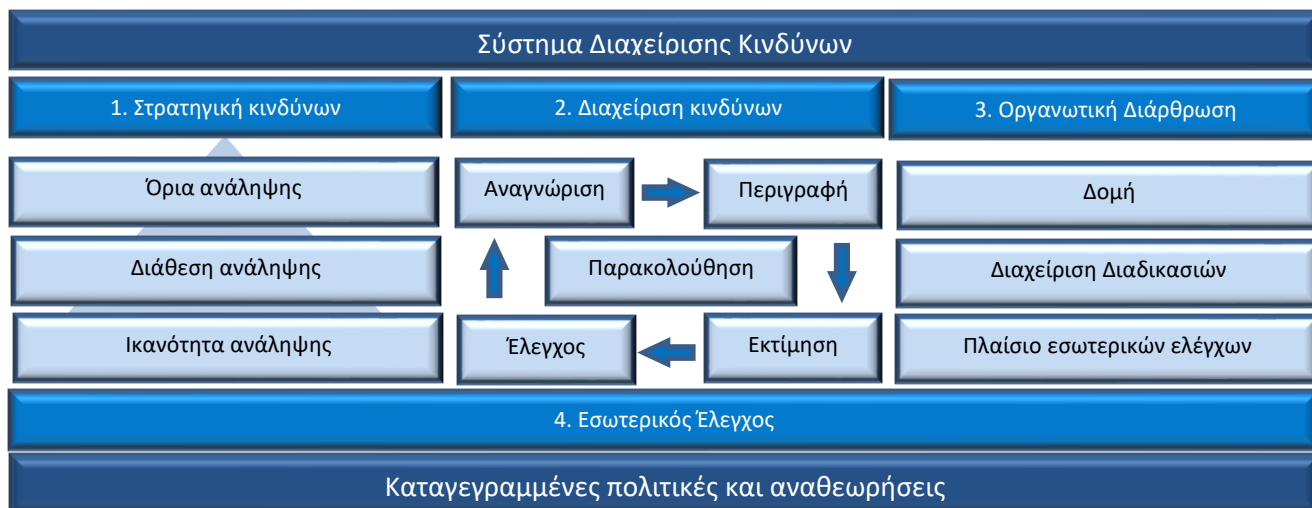 Σύστημα Διαχείρισης Κινδύνων
1. Στρατηγική κινδύνων
2. Διαχείριση κινδύνων
3. Οργανωτική Διάρθρωση
Όρια ανάληψης
Αναγνώριση
Περιγραφή
Δομή
Διάθεση ανάληψης
Παρακολούθηση
Διαχείριση Διαδικασιών
Ικανότητα ανάληψης
Έλεγχος
Εκτίμηση
Πλαίσιο εσωτερικών ελέγχων
4. Εσωτερικός Έλεγχος
Καταγεγραμμένες πολιτικές και αναθεωρήσεις